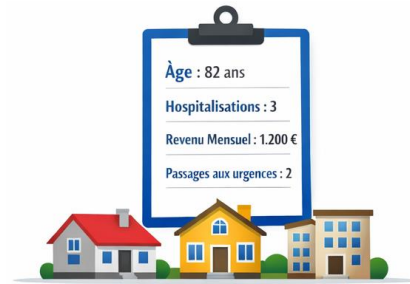 Âge : 82 ans
Hospitalisations : 3
Revenu Mensuel : 1.200 €
Passages aux urgences : 2